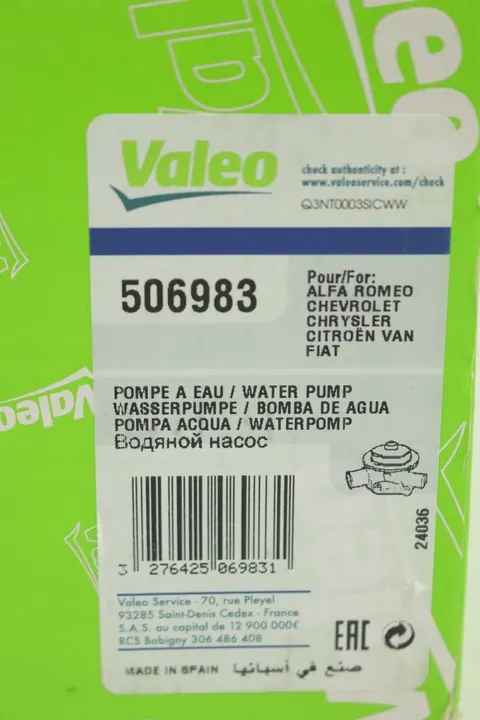 Valeo
check authenticity at :
www.valeoservice.com/check
Q3NT0003SICWW
506983
Pour/For:
ALFA ROMEO
CHEVROLET
CHRYSLER
CITROËN VAN
FIAT
POMPE A EAU / WATER PUMP
WASSERPUMPE / BOMBA DE AGUA
POMPA ACQUA / WATERPOMP
Водяной насос
24036
3 276425 069831
Valeo Service - 70, rue Pleyel
93285 Saint-Denis Cedex - France
S.A.S. au capital de 12 900 000€
RCS Bobigny 306 486 408
EAC
MADE IN SPAIN صنع في أسبانيا
Valeo